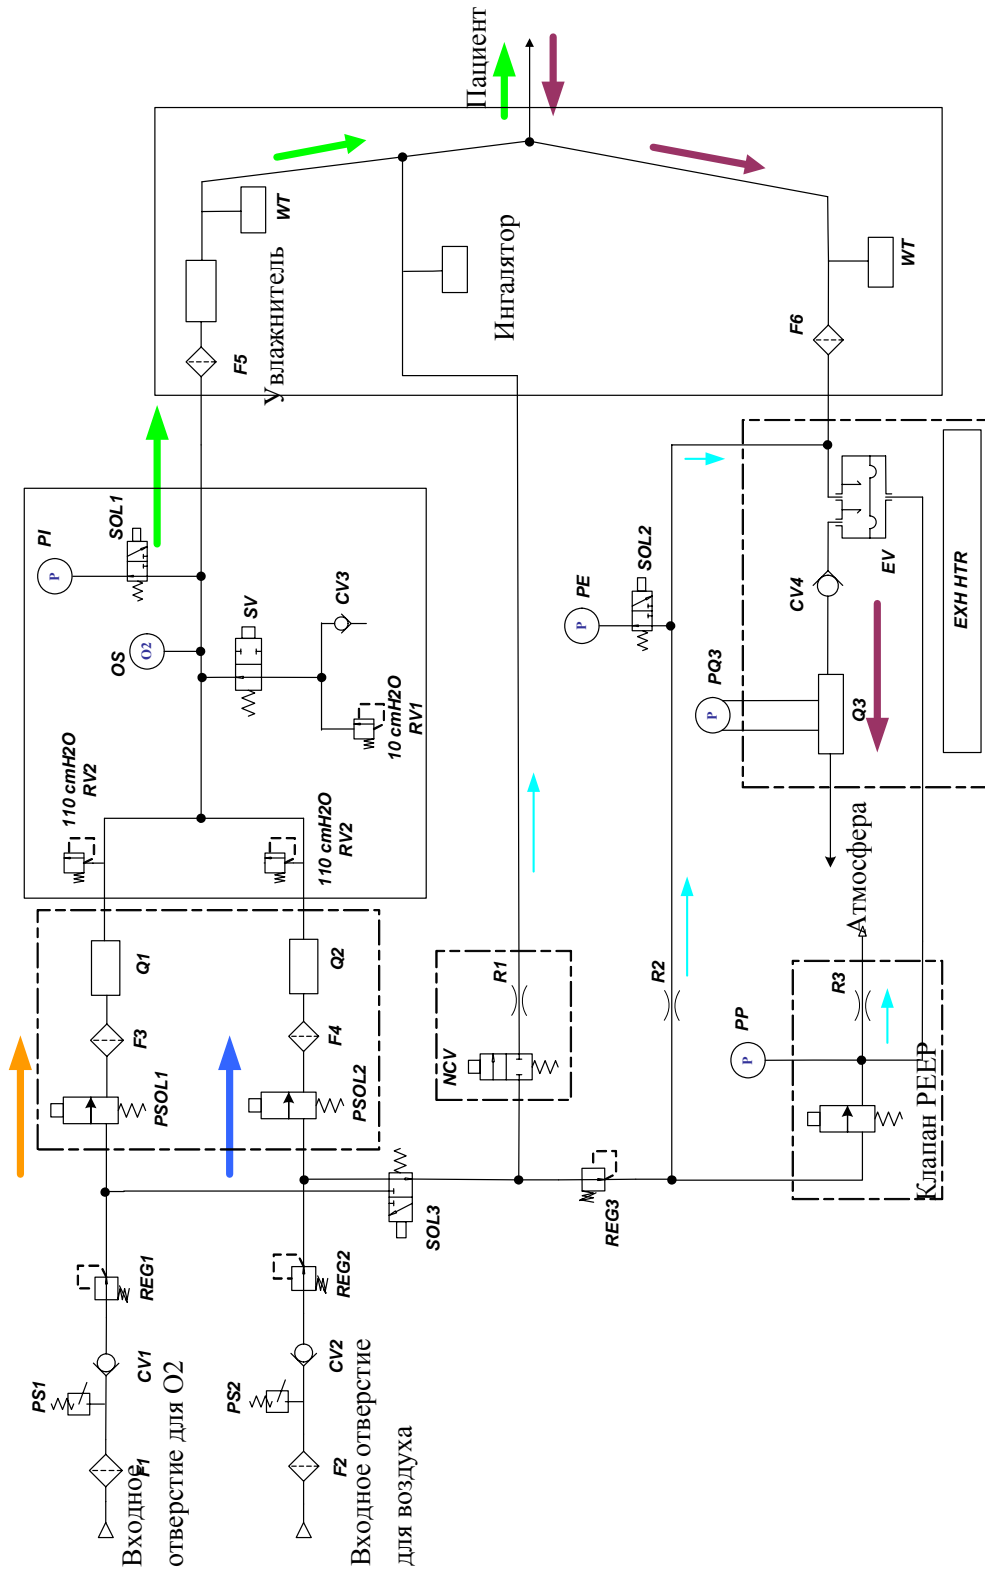 Пациент
WT
Увлажнитель
F5
Ингалятор
WT
F6
PI
P
SOL1
OS
O2
SV
CV3
10 cmH2O
RV1
110 cmH2O
RV2
110 cmH2O
RV2
PE
P
SOL2
CV4
EV
PQ3
P
Q3
EXH HTR
Атмосфера
Q1
F3
PSOL1
Q2
F4
PSOL2
NCV
R1
R2
R3
PP
P
Клапан PEEP
SOL3
REG3
REG1
CV1
PS1
F1
Входное
отверстие для O2
REG2
CV2
PS2
F2
Входное отверстие
для воздуха